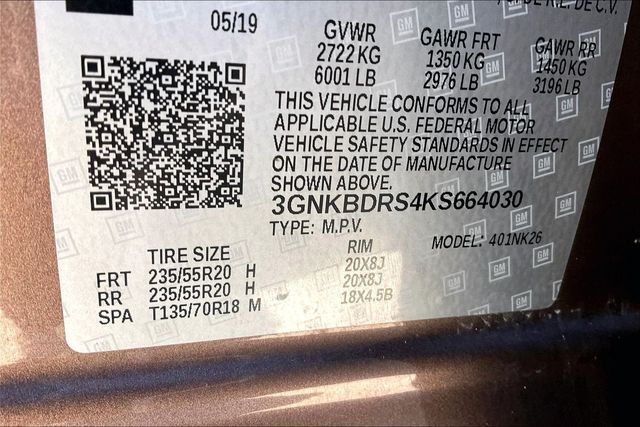 DE R.L. DE C.V.
05/19
GVWR GAWR FRT GAWR RR
2722 KG 1350 KG 1450 KG
6001 LB 2976 LB 3196 LB
THIS VEHICLE CONFORMS TO ALL
APPLICABLE U.S. FEDERAL MOTOR
VEHICLE SAFETY STANDARDS IN EFFECT
ON THE DATE OF MANUFACTURE
SHOWN ABOVE.
3GNKBDRS4KS664030
TYPE: M.P.V. MODEL: 401NK26
TIRE SIZE RIM
FRT 235/55R20 H 20X8J
RR 235/55R20 H 20X8J
SPA T135/70R18 M 18X4.5B